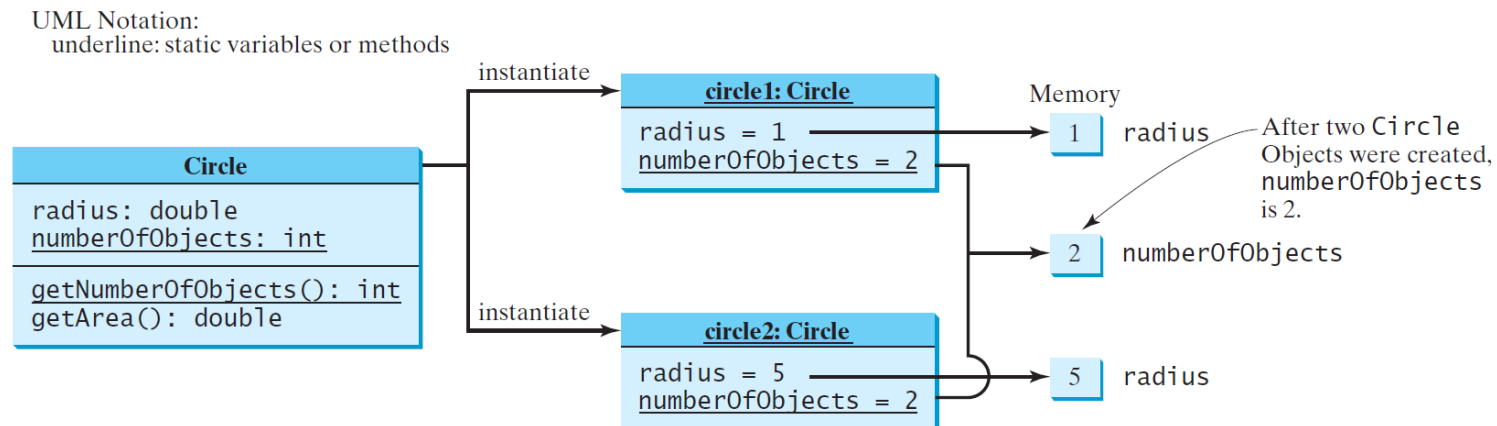 UML Notation:
underline: static variables or methods
Circle
radius: double
numberOfObjects: int
getNumberOfObjects(): int
getArea(): double
instantiate
instantiate
circle1: Circle
radius = 1
numberOfObjects = 2
circle2: Circle
radius = 5
numberOfObjects = 2
Memory
1 radius
2 numberOfObjects
5 radius
After two Circle
Objects were created,
numberOfObjects
is 2.